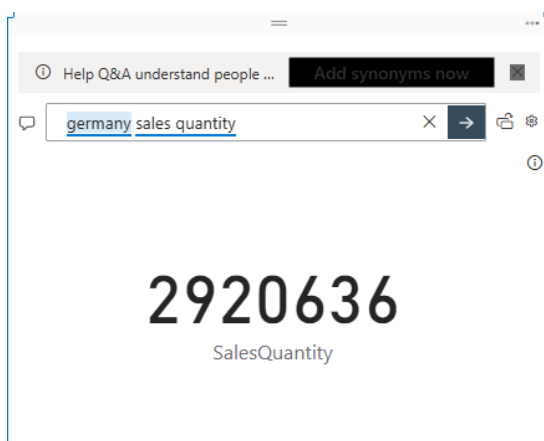 Help Q&A understand people ... Add synonyms now
germany sales quantity
2920636
SalesQuantity